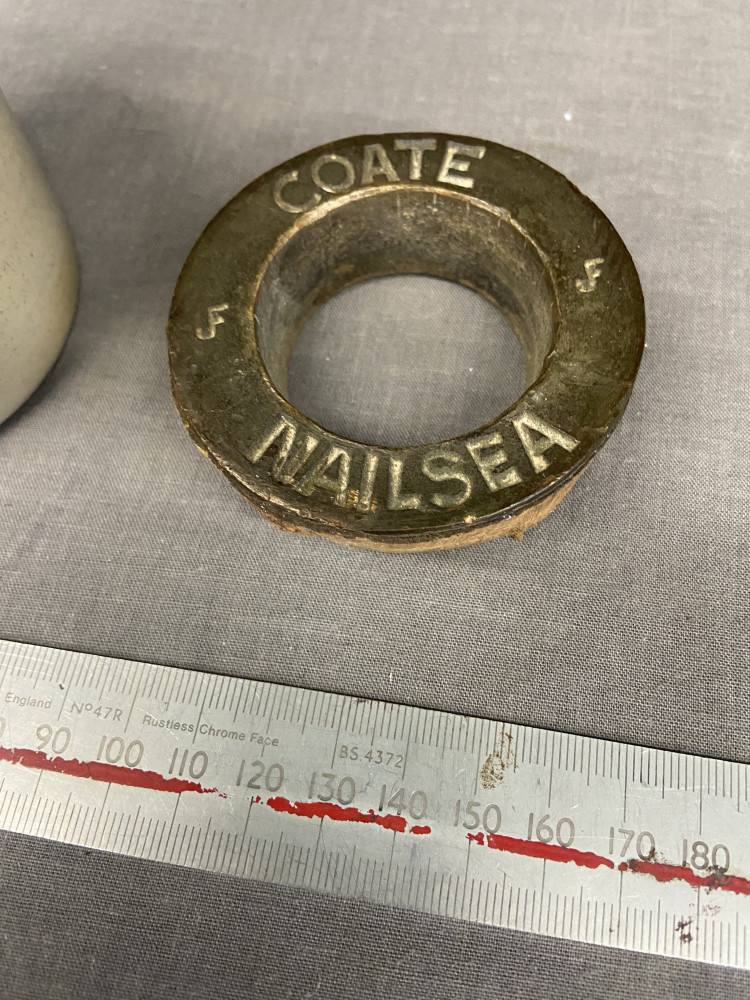 COATE
NAILSEA
England Nº47R Rustless Chrome Face BS.4372
90 100 110 120 130 140 150 160 170 180